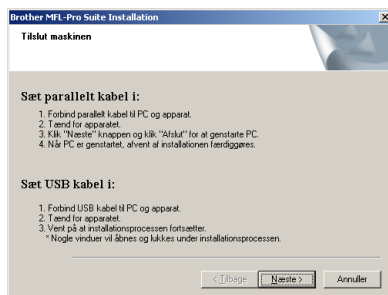 Brother MFL-Pro Suite Installation
Tilslut maskinen
Sæt parallelt kabel i:
1. Forbind parallelt kabel til PC og apparat.
2. Tænd for apparatet.
3. Klik "Næste" knappen og klik "Afslut" for at genstarte PC.
4. Når PC er genstartet, afvent af installationen færdiggøres.
Sæt USB kabel i:
1. Forbind USB kabel til PC og apparat.
2. Tænd for apparatet.
3. Vent på at installationsprocessen fortsætter.
* Nogle vinduer vil åbnes og lukkes under installationsprocessen.
< Tilbage   Næste >   Annuller